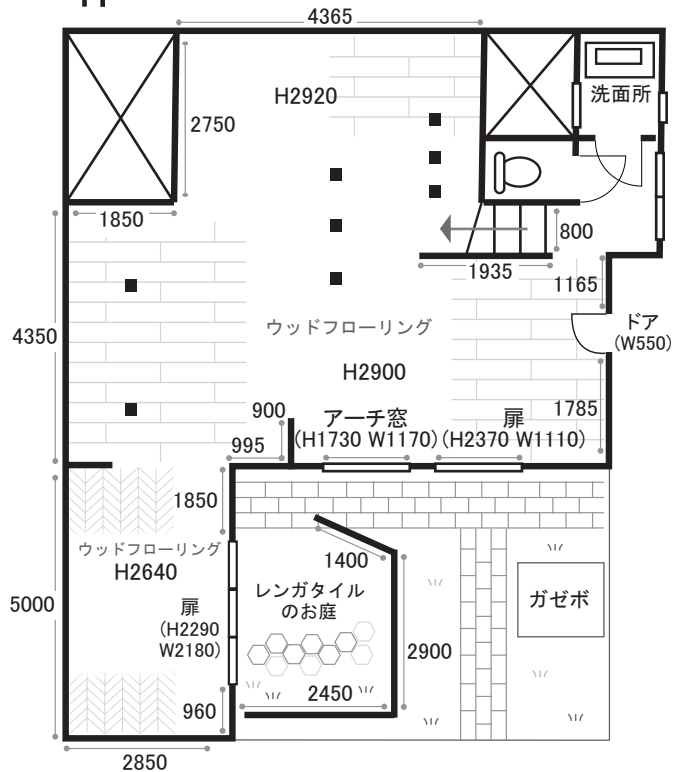 4365
H2920
2750
洗面所
1850
800
1935
1165
ウッドフローリング
ドア
(W550)
4350
H2900
900
アーチ窓
(H1730 W1170)
扉
(H2370 W1110)
1785
995
1850
ウッドフローリング
H2640
1400
レンガタイル
のお庭
ガゼボ
5000
扉
(H2290
W2180)
2900
2450
960
2850